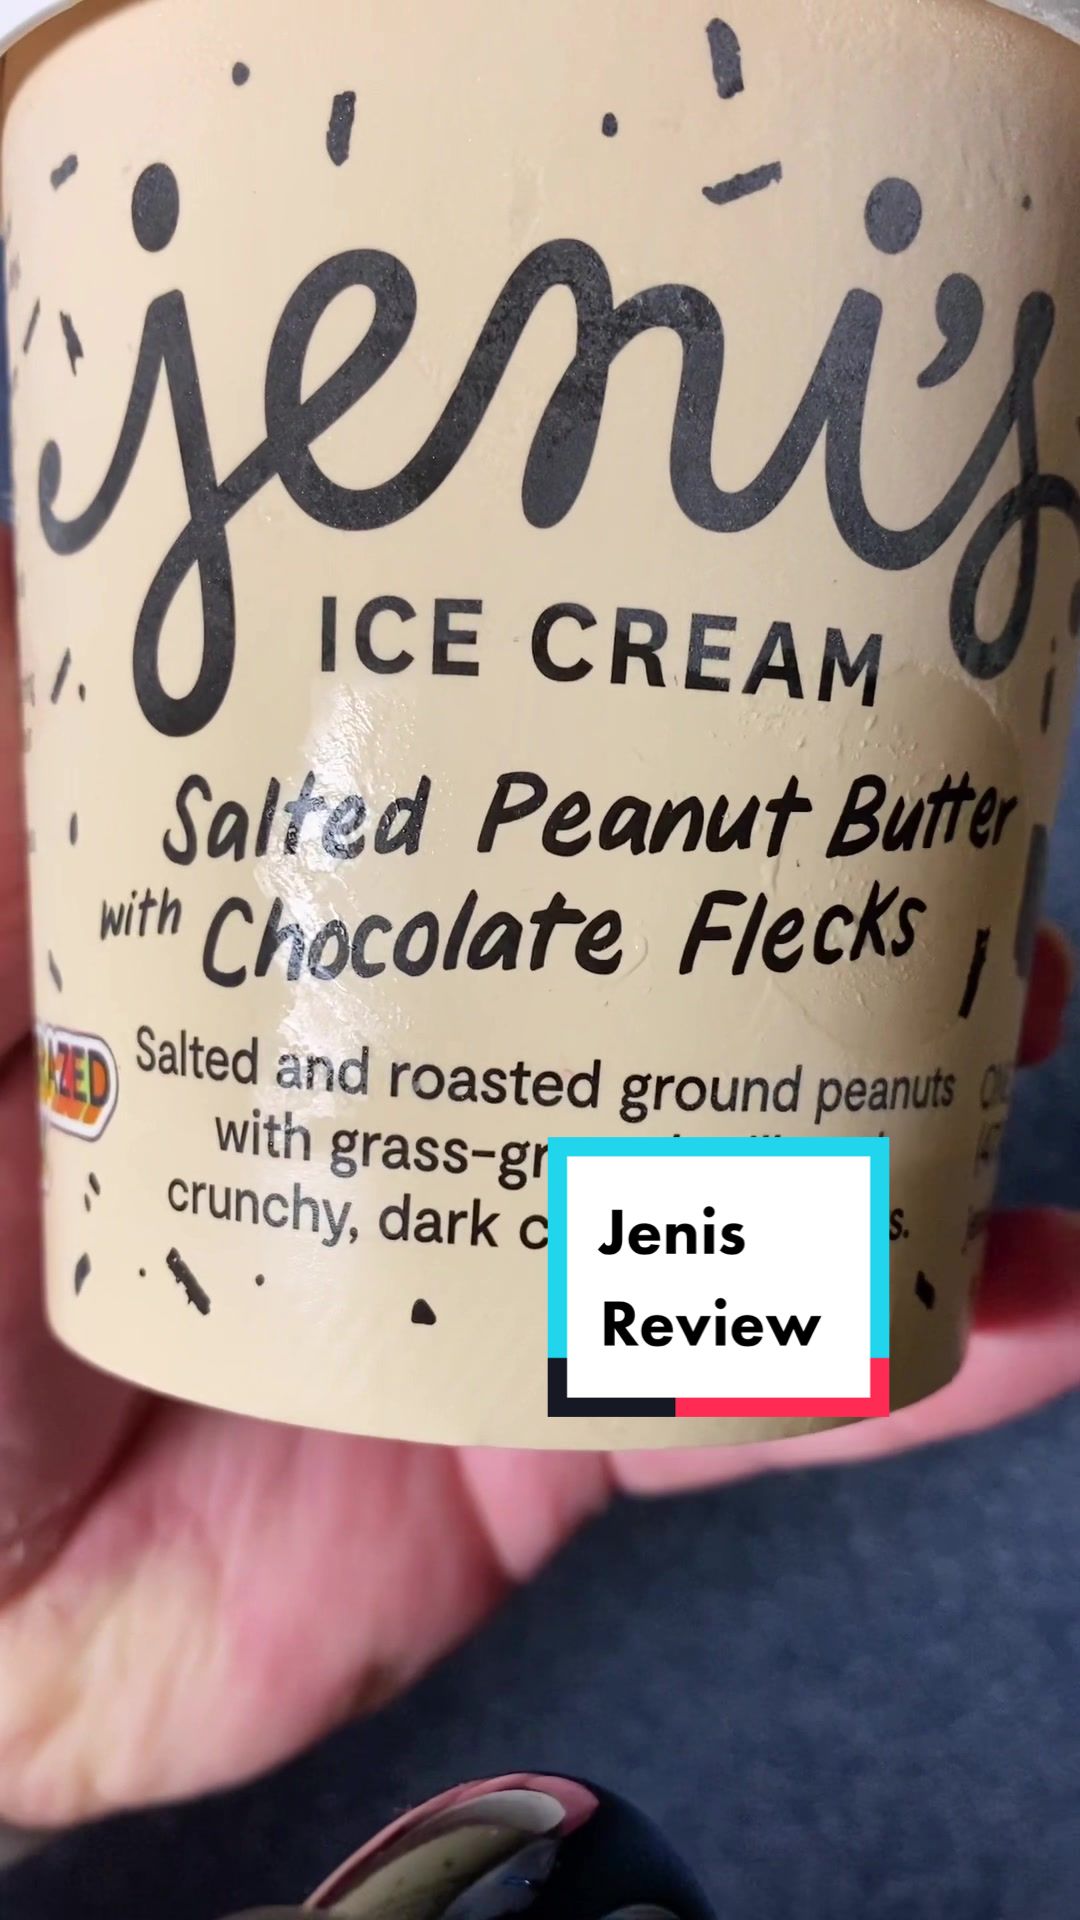 jeni's
ICE CREAM
Salted Peanut Butter
with Chocolate Flecks
Salted and roasted ground peanuts
with grass-gr
crunchy, dark c s.
AZED
Jenis
Review